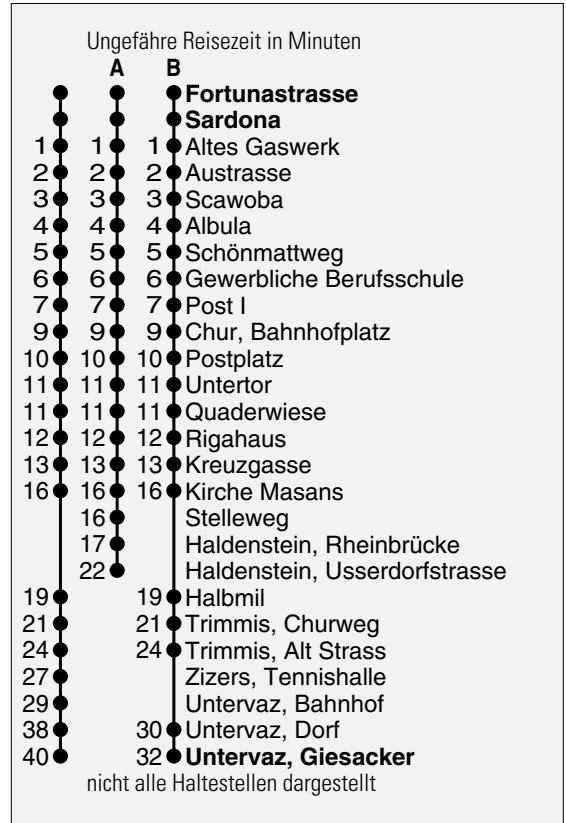 Ungefähre Reisezeit in Minuten
A B
Fortunastrasse
Sardona
1 1 1 Altes Gaswerk
2 2 2 Austrasse
3 3 3 Scawoba
4 4 4 Albula
5 5 5 Schönmattweg
6 6 6 Gewerbliche Berufsschule
7 7 7 Post I
9 9 9 Chur, Bahnhofplatz
10 10 10 Postplatz
11 11 11 Untertor
11 11 11 Quaderwiese
12 12 12 Rigahaus
13 13 13 Kreuzgasse
16 16 16 Kirche Masans
16 Stelleweg
17 Haldenstein, Rheinbrücke
22 Haldenstein, Usserdorfstrasse
19 19 Halbmil
21 21 Trimmis, Churweg
24 24 Trimmis, Alt Strass
27 Zizers, Tennishalle
29 Untervaz, Bahnhof
38 30 Untervaz, Dorf
40 32 Untervaz, Giesacker
nicht alle Haltestellen dargestellt